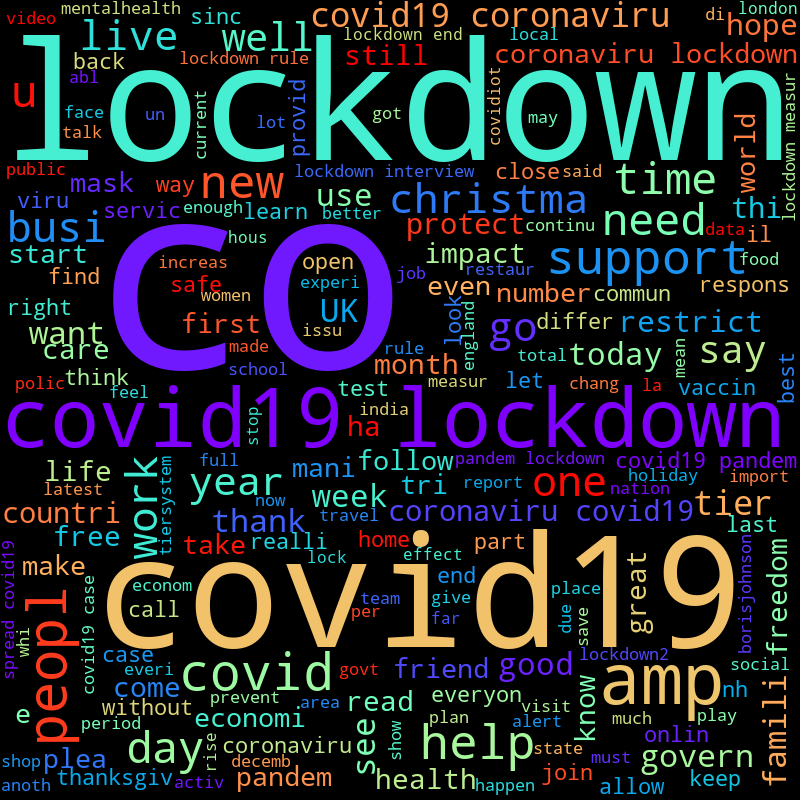 video
mentalhealth
sinc
covid19 coronaviru
di
london
live
well
lockdown end
local
hope
back
lockdown rule
still
coronaviru lockdown
lockdown
u
abl
face
talk
un
current
lot
provid
got
covidiot
may
world
lockdown measur
public
mask
way
new
lockdown interview
close
said
time
viru
servic
enough
learn
better
use
christma
protect
continu
need
thi
data
il
busi
co
hous
start
find
increas
safe
women
open
experi
job
restaur
impact
support
food
even
number
commun
respons
right
want
first
UK
issu
look
england
go
differ
restrict
care
made
rule
month
total
today
mean
say
polic
think
feel
school
test
measur
let
chang
la
vaccin
best
covid19 lockdown
stop
india
ha
life
work
tiersystem
full
mani
follow
pandem lockdown
covid19 pandem
latest
year
week
tri
report
one
nation
holiday
import
countri
free
now
thank
travel
coronaviru covid19
tier
last
take
realli
lock
home
effect
part
make
covid19
spread covid19
whi
peopl
covid19 case
econom
call
team
per
end
give
far
place
due
save
great
borisjohnson
freedom
case
everi
covid
govt
friend
good
lockdown2
amp
nh
social
come
without
prevent
area
read
everyon
visit
know
much
play
famili
e
period
economi
plan
alert
state
onlin
day
rise
coronaviru
see
show
help
must
govern
shop
anoth
plea
thanksgiv
activ
decemb
pandem
health
happen
join
allow
keep